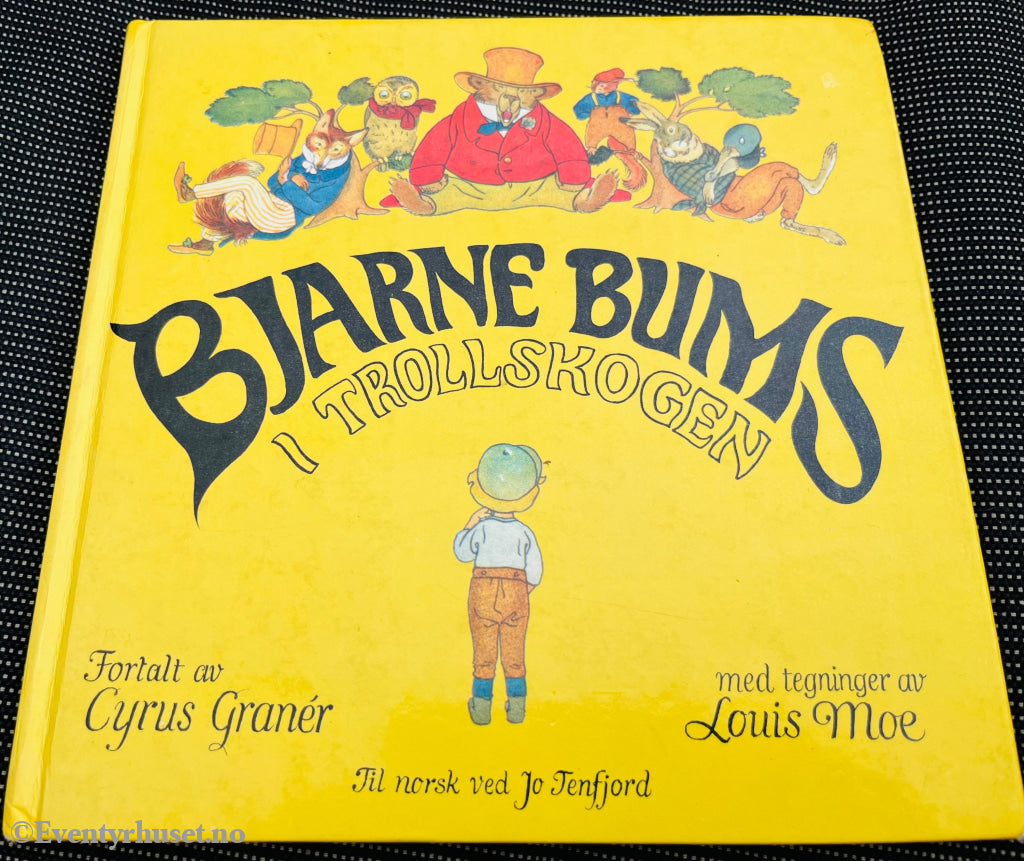 BJARNE BUMS
I TROLLSKOGEN
Fortalt av
Cyrus Granér
med tegninger av
Louis Moe
Til norsk ved Jo Tenfjord
©Eventyrhuset.no